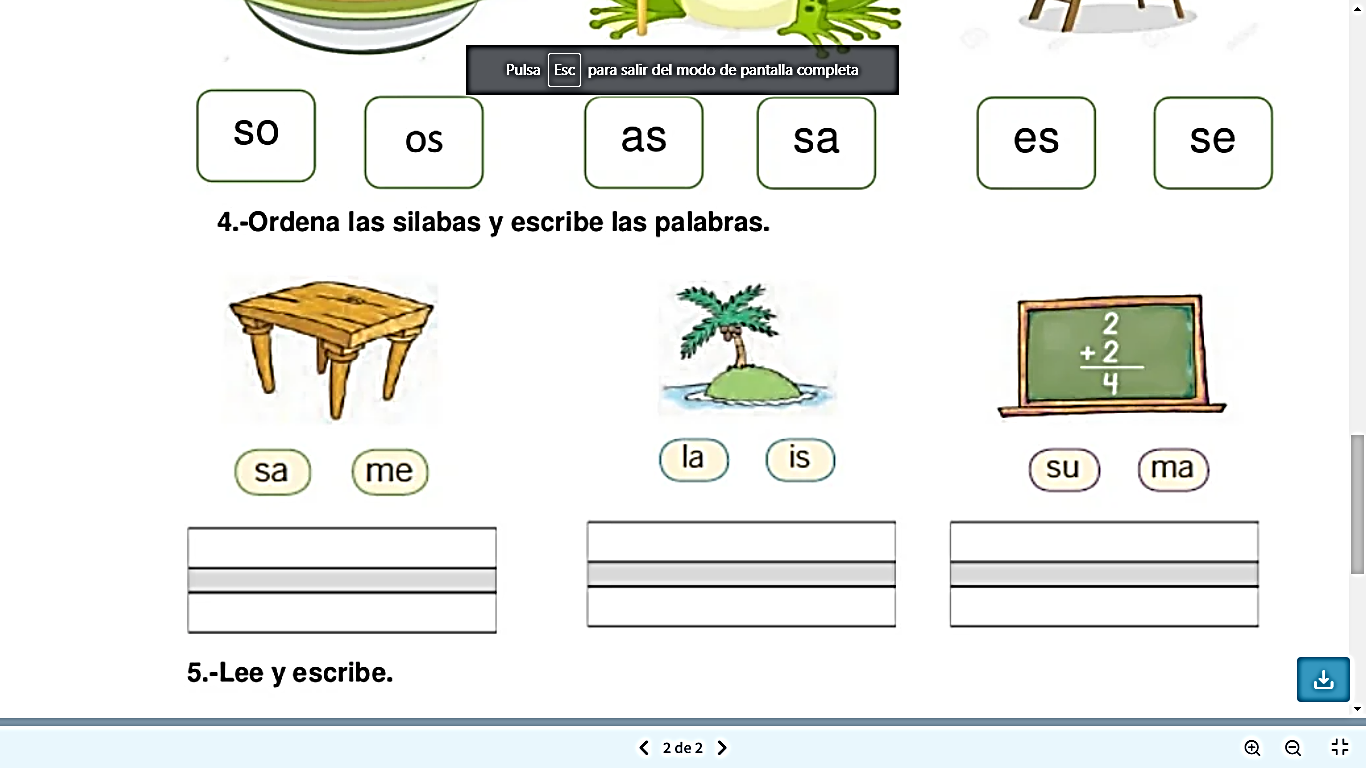 Pulsa Esc para salir del modo de pantalla completa
so os as sa es se
4.-Ordena las silabas y escribe las palabras.
2
+ 2
4
sa me la is su ma
5.-Lee y escribe.
2 de 2